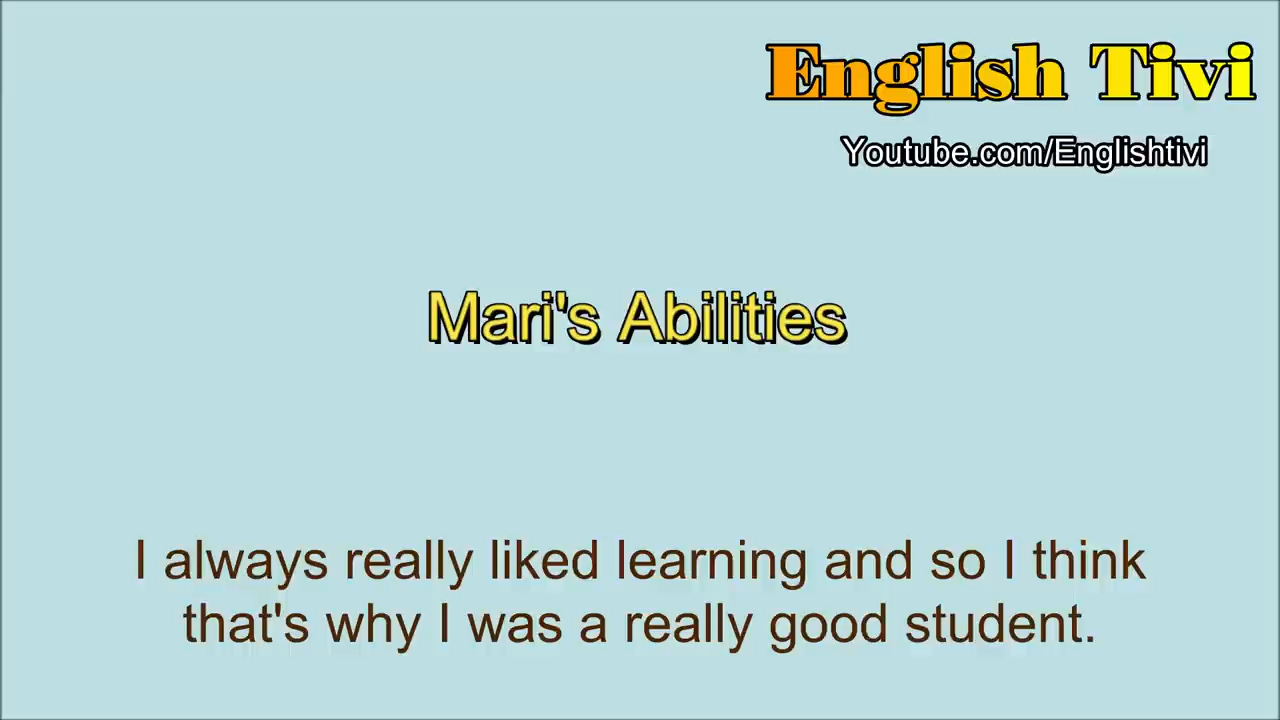 English Tivi
Youtube.com/Englishtivi
Mari's Abilities
I always really liked learning and so I think
that's why I was a really good student.